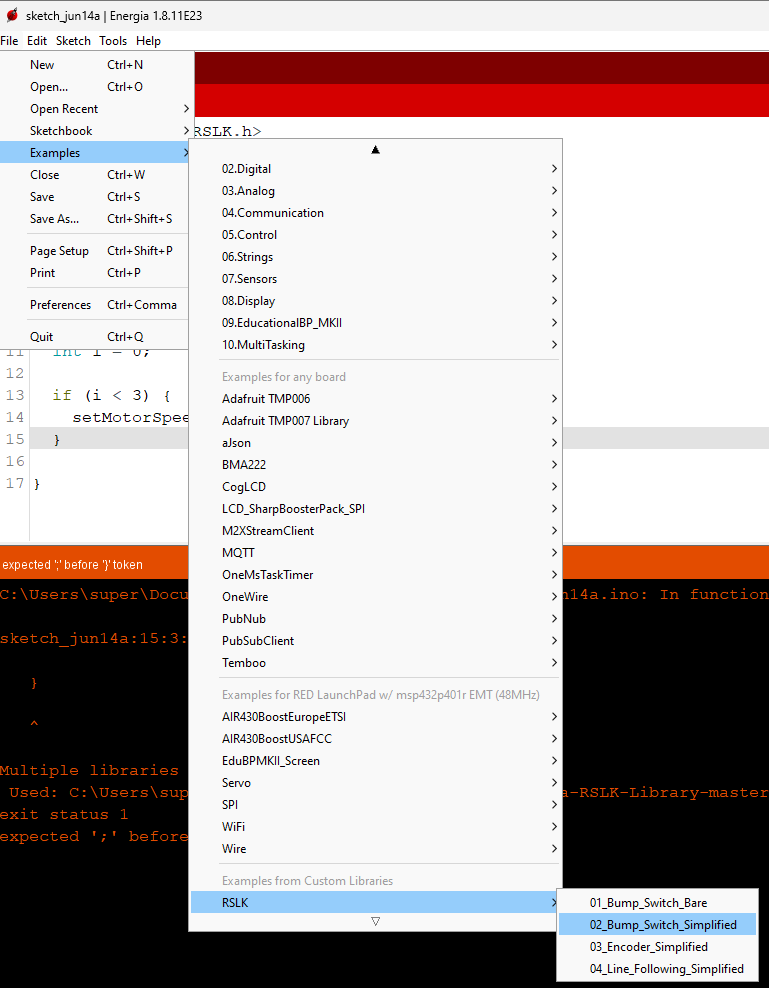 sketch_jun14a | Energia 1.8.11E23
File Edit Sketch Tools Help
New Ctrl+N
Open... Ctrl+O
Open Recent
Sketchbook
Examples
Close Ctrl+W
Save Ctrl+S
Save As... Ctrl+Shift+S
Page Setup Ctrl+Shift+P
Print Ctrl+P
Preferences Ctrl+Comma
Quit Ctrl+Q
RSLK.h>
02.Digital
03.Analog
04.Communication
05.Control
06.Strings
07.Sensors
08.Display
09.EducationalBP_MKII
10.MultiTasking
Examples for any board
Adafruit TMP006
Adafruit TMP007 Library
aJson
BMA222
CogLCD
LCD_SharpBoosterPack_SPI
M2XStreamClient
MQTT
OneMsTaskTimer
OneWire
PubNub
PubSubClient
Temboo
Examples for RED LaunchPad w/ msp432p401r EMT (48MHz)
AIR430BoostEuropeETSI
AIR430BoostUSAFCC
EduBPMKII_Screen
Servo
SPI
WiFi
Wire
Examples from Custom Libraries
RSLK
01_Bump_Switch_Bare
02_Bump_Switch_Simplified
03_Encoder_Simplified
04_Line_Following_Simplified
11 int i = 0;
12
13 if (i < 3) {
14 setMotorSpee
15 }
16
17 }
expected ';' before '}' token
C:\Users\super\Docu n14a.ino: In function
sketch_jun14a:15:3:
}
^
Multiple libraries
Used: C:\Users\sup a-RSLK-Library-master
exit status 1
expected ';' before